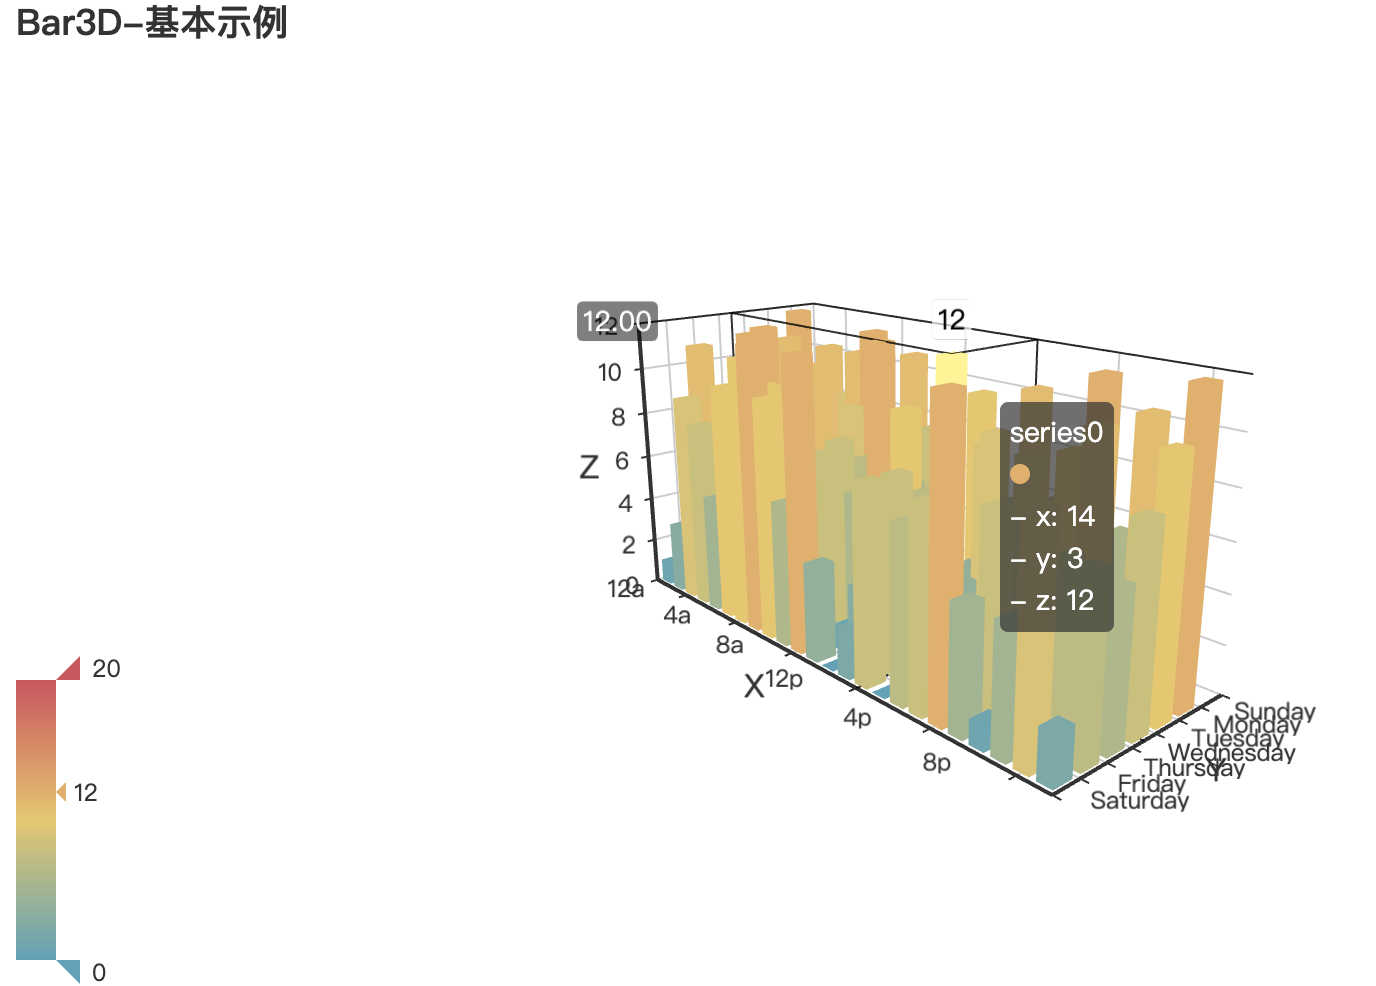 Bar3D-基本示例
12
12.00
12
10
8
6
4
2
0
Z
series0
- x: 14
- y: 3
- z: 12
12a
4a
8a
12p
4p
8p
X
Sunday
Monday
Tuesday
Wednesday
Thursday
Friday
Saturday
Y
20
12
0